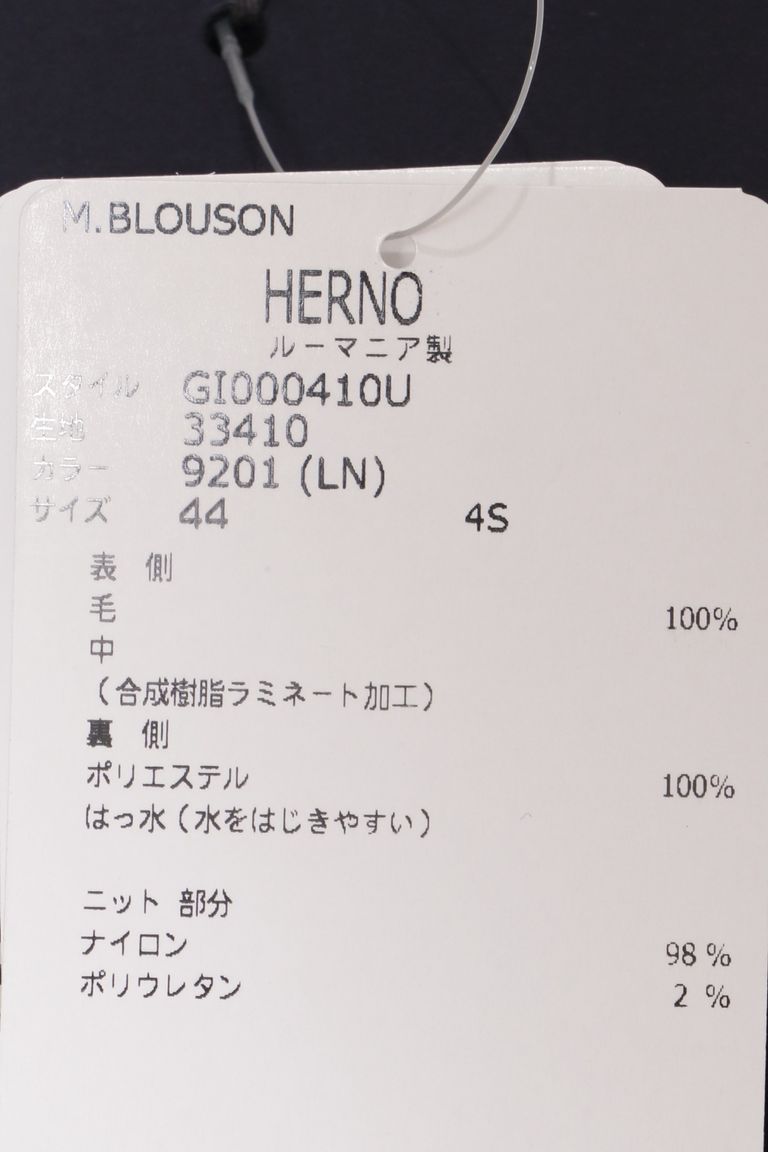 M.BLOUSON
HERNO
ルーマニア製
スタイル GI000410U
生地 33410
カラー 9201 (LN)
サイズ 44 4S
表 側
毛 100%
中
(合成樹脂ラミネート加工)
裏 側
ポリエステル 100%
はっ水(水をはじきやすい)
ニット 部分
ナイロン 98 %
ポリウレタン 2 %